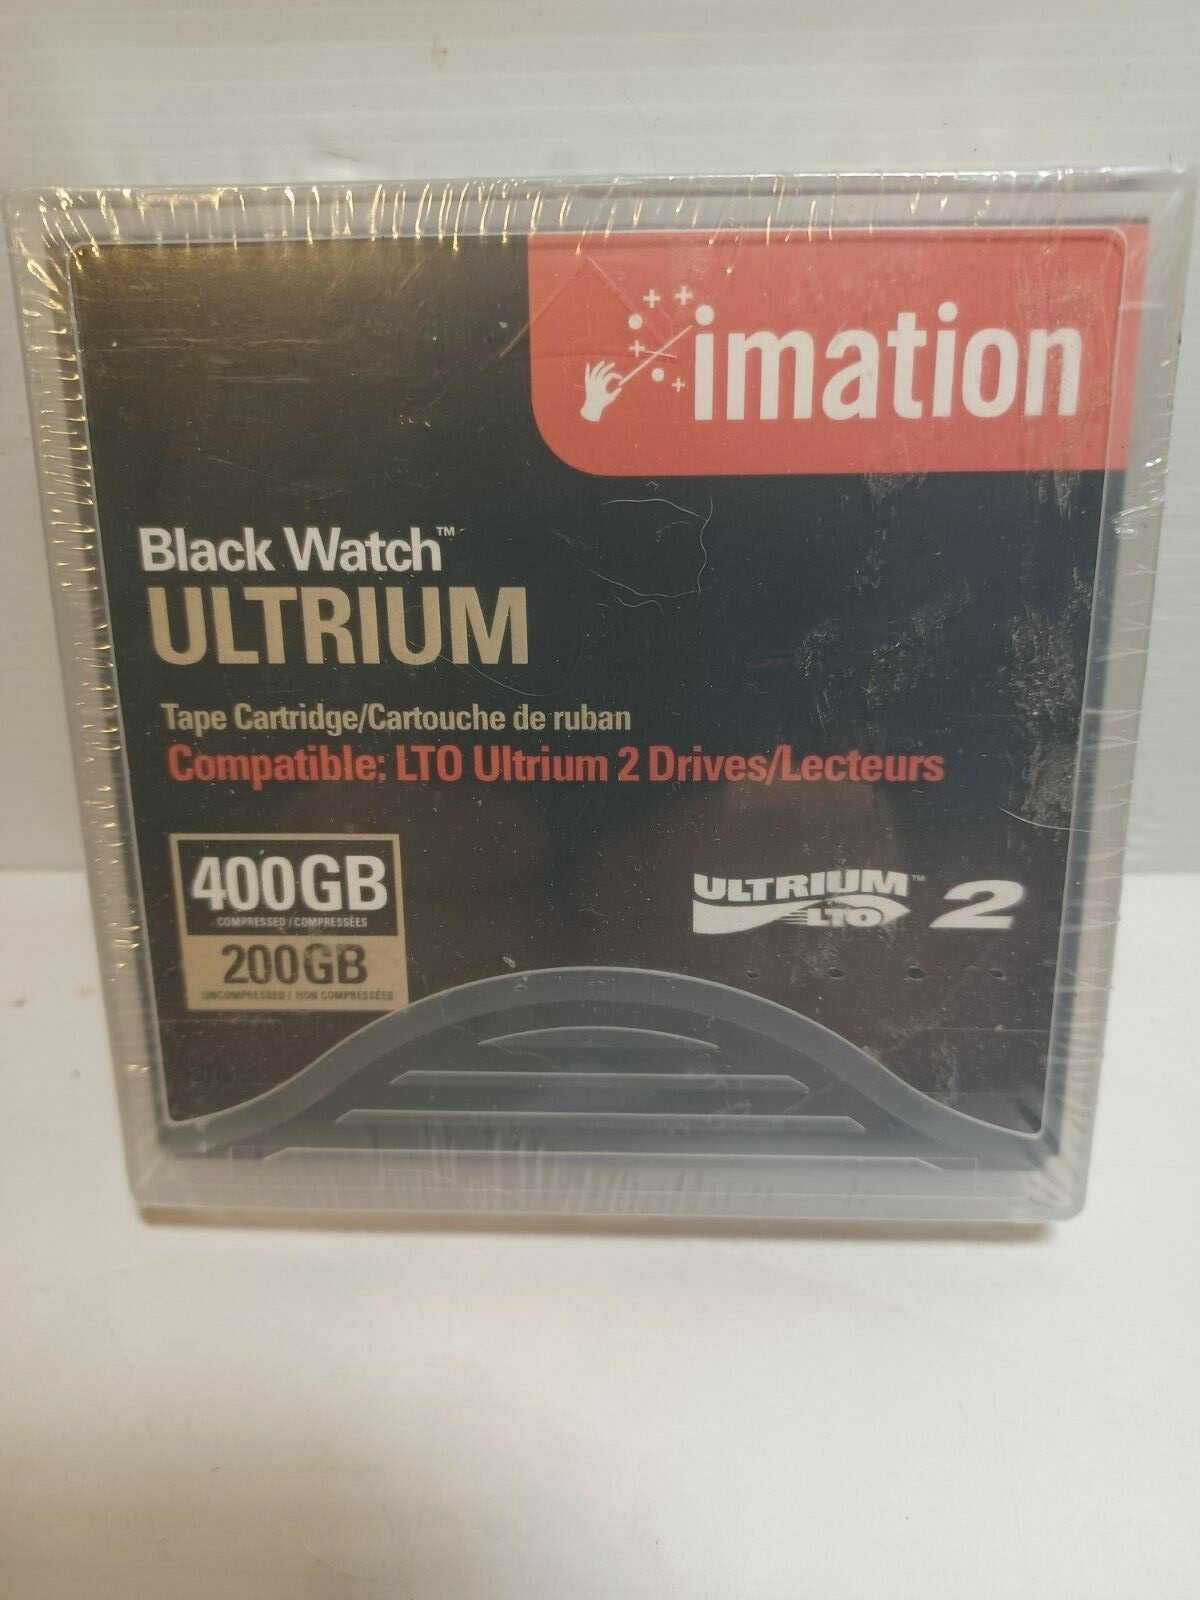 imation
Black Watch™
ULTRIUM
Tape Cartridge/Cartouche de ruban
Compatible: LTO Ultrium 2 Drives/Lecteurs
400GB
COMPRESSED / COMPRESSÉES
200GB
UNCOMPRESSED / NON COMPRESSÉES
ULTRIUM™ 2
LTO